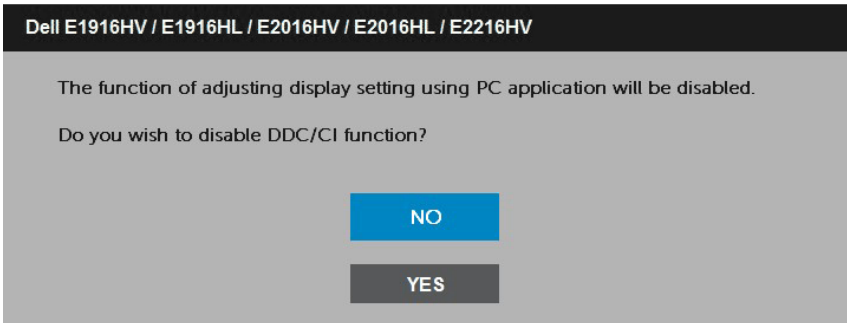 Dell E1916HV / E1916HL / E2016HV / E2016HL / E2216HV
The function of adjusting display setting using PC application will be disabled.
Do you wish to disable DDC/CI function?
NO
YES